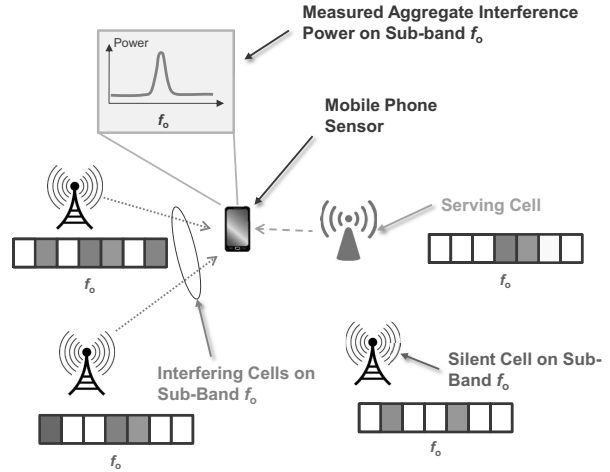 Measured Aggregate Interference
Power on Sub-band fo
Power
fo
Mobile Phone
Sensor
Serving Cell
fo
fo
Interfering Cells on
Sub-Band fo
Silent Cell on Sub-
Band fo
fo
fo